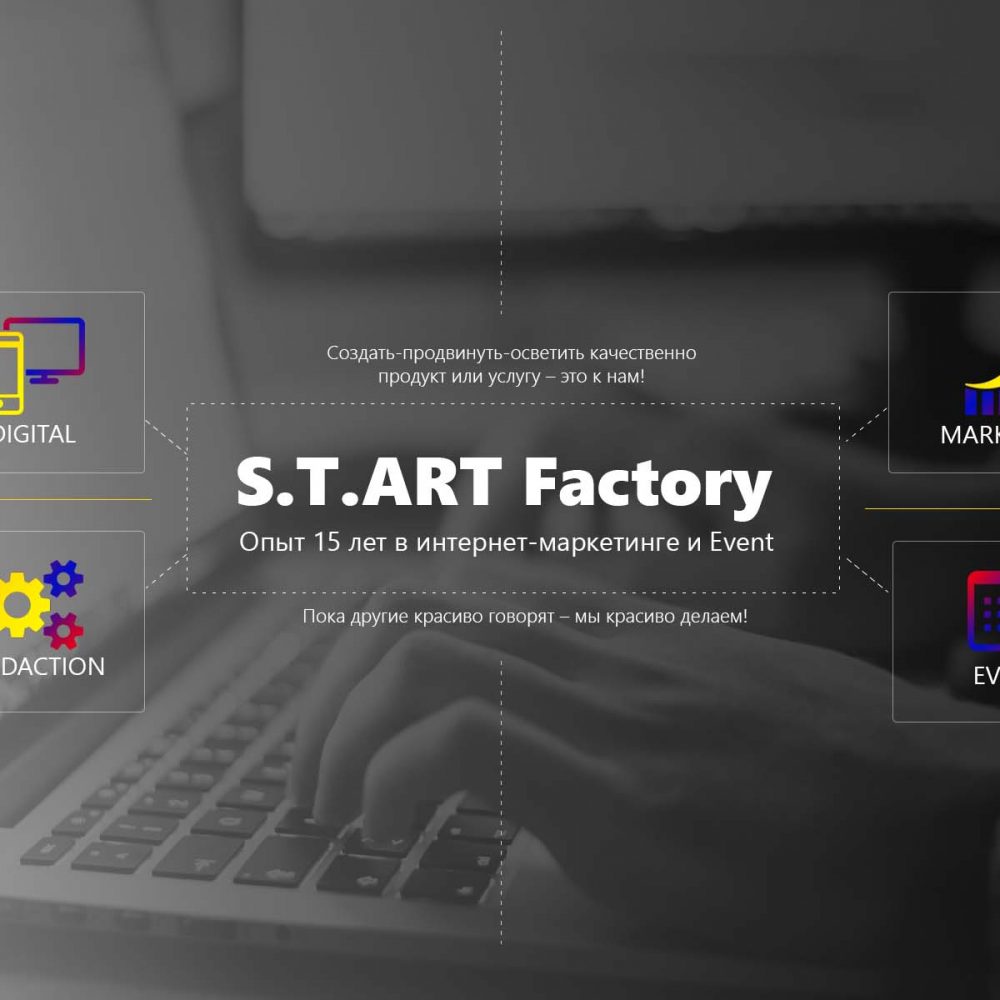 Создать-продвинуть-осветить качественно
продукт или услугу – это к нам!
DIGITAL
MARK
S.T.ART Factory
Опыт 15 лет в интернет-маркетинге и Event
Пока другие красиво говорят – мы красиво делаем!
DACTION
EV